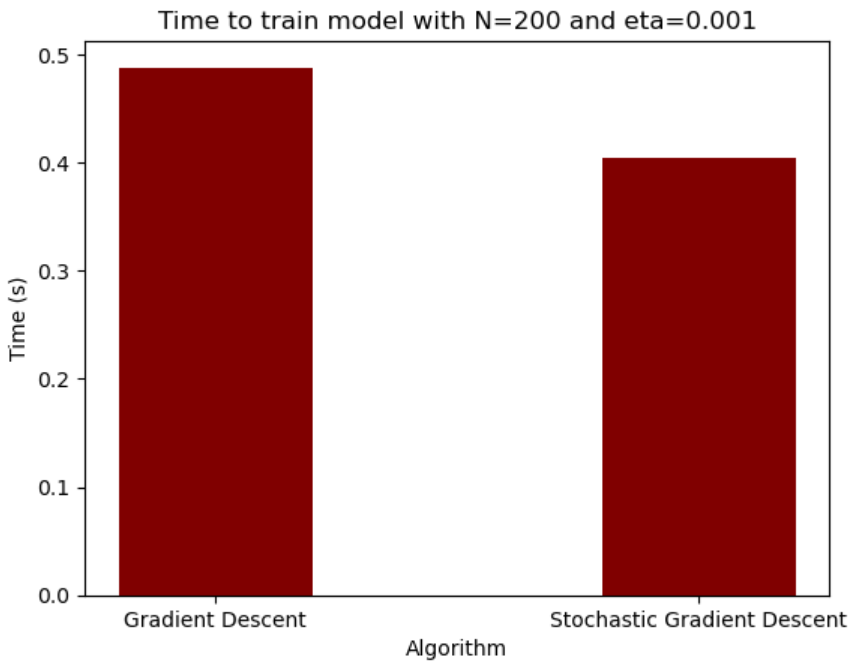 Time to train model with N=200 and eta=0.001
Time (s)
0.5
0.4
0.3
0.2
0.1
0.0
Gradient Descent
Stochastic Gradient Descent
Algorithm